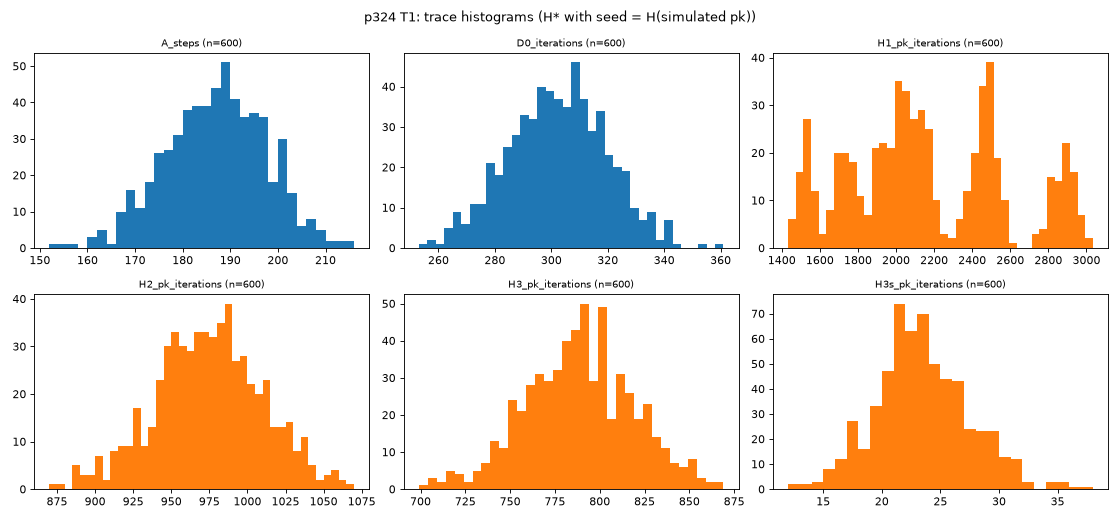 p324 T1: trace histograms (H* with seed = H(simulated pk))
A_steps (n=600)
D0_iterations (n=600)
H1_pk_iterations (n=600)
50
40
30
20
10
0
150 160 170 180 190 200 210
40
30
20
10
0
260 280 300 320 340 360
40
30
20
10
0
1400 1600 1800 2000 2200 2400 2600 2800 3000
H2_pk_iterations (n=600)
H3_pk_iterations (n=600)
H3s_pk_iterations (n=600)
40
30
20
10
0
875 900 925 950 975 1000 1025 1050 1075
50
40
30
20
10
0
700 725 750 775 800 825 850 875
70
60
50
40
30
20
10
0
15 20 25 30 35